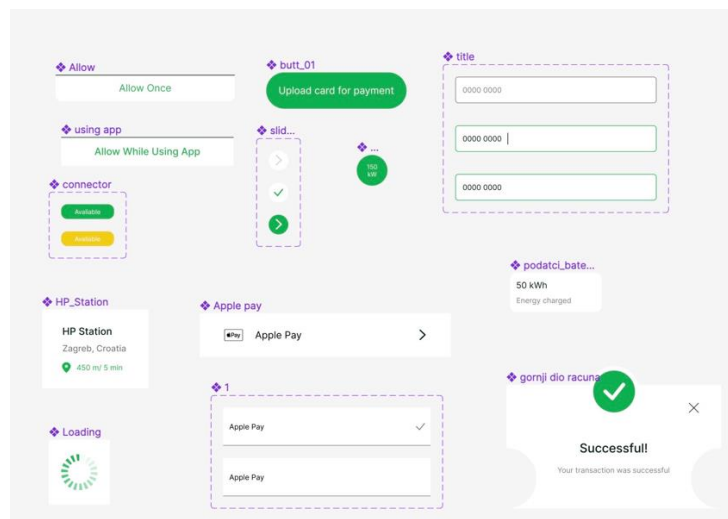 Allow
Allow Once
butt_01
Upload card for payment
title
0000 0000
0000 0000
0000 0000
using app
Allow While Using App
slid...
...
150
kW
connector
Available
Available
podatci_bate...
50 kWh
Energy charged
HP_Station
HP Station
Zagreb, Croatia
450 m/ 5 min
Apple pay
Pay
Apple Pay
1
Apple Pay
Apple Pay
gornji dio racuna
Successful!
Your transaction was successful
Loading